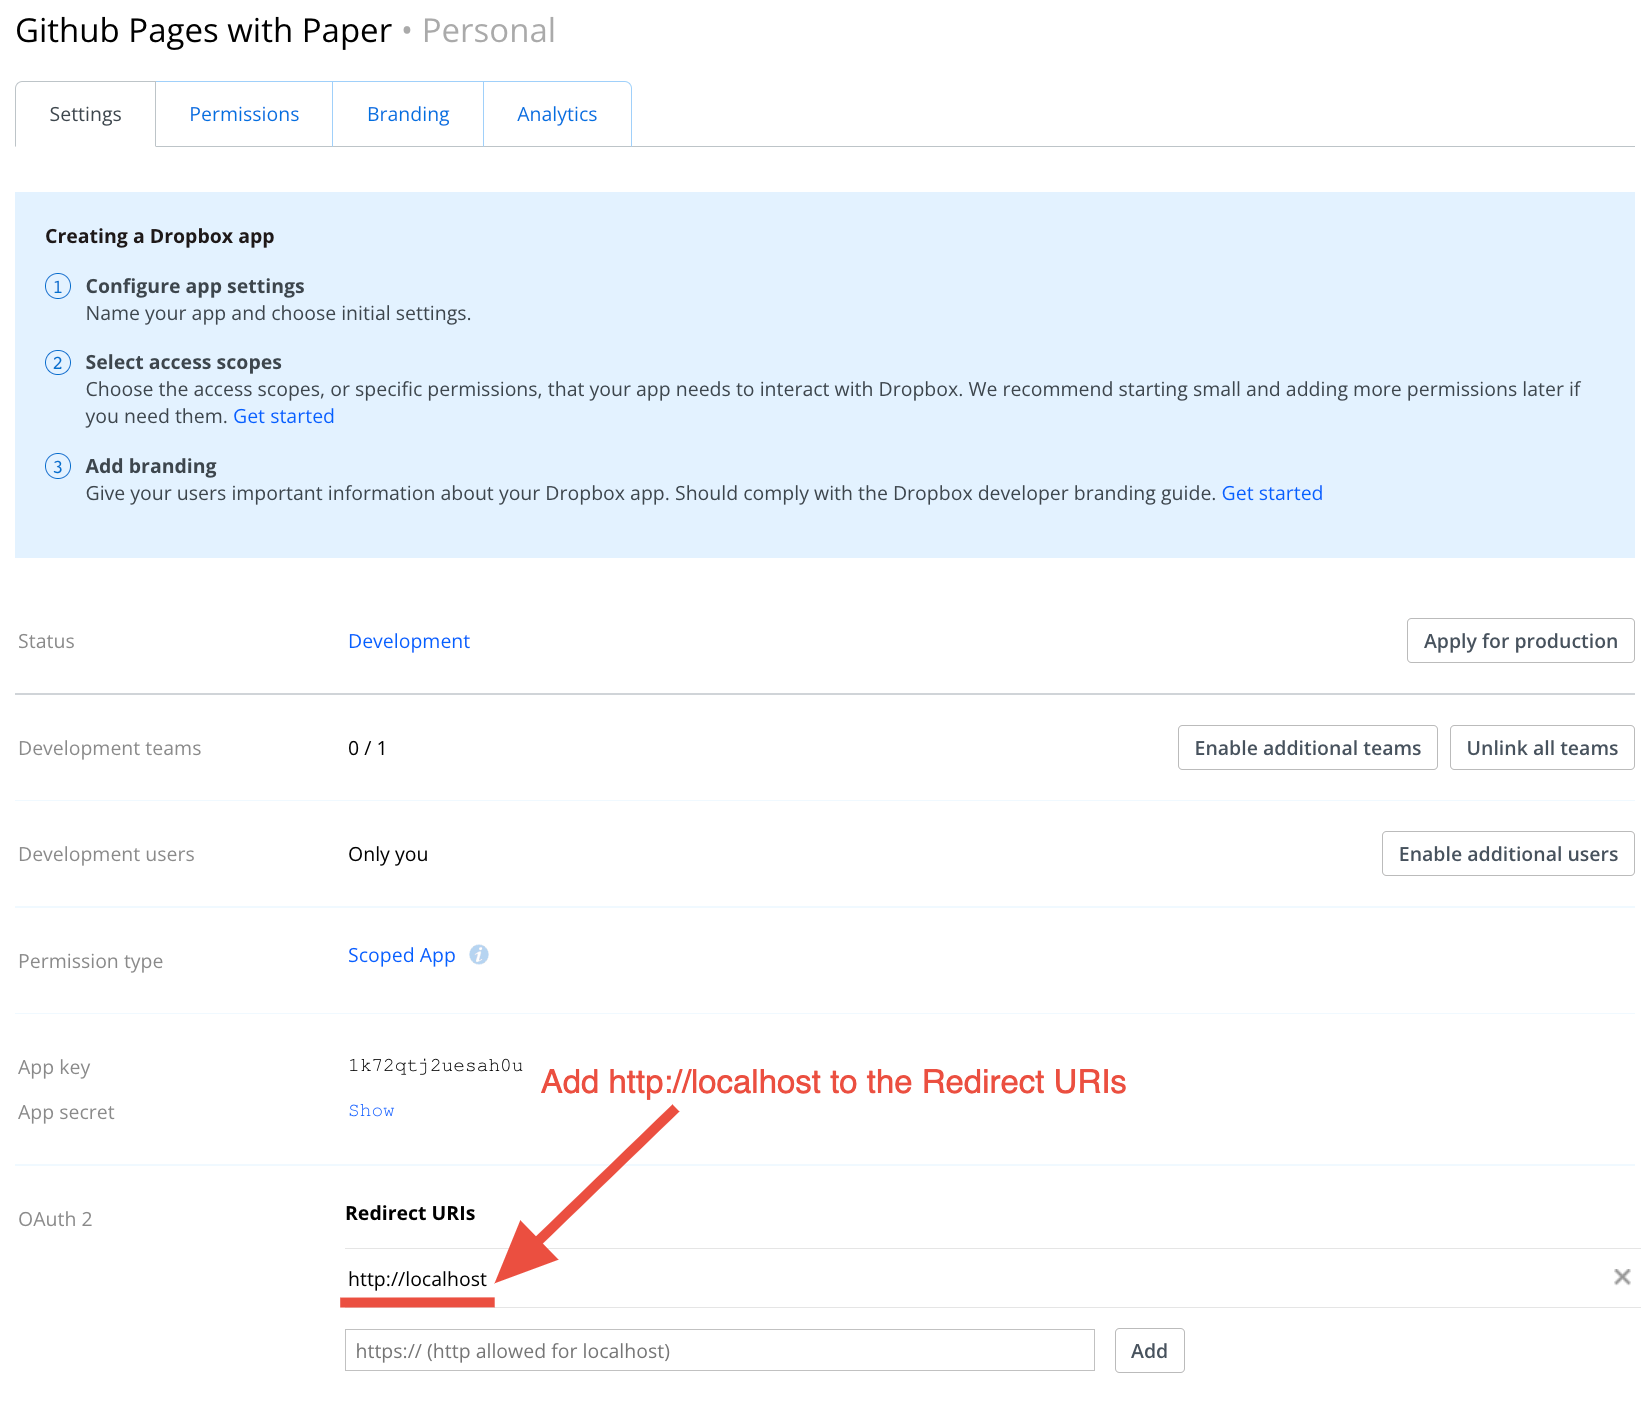 Github Pages with Paper • Personal
Settings
Permissions
Branding
Analytics
Creating a Dropbox app
1 Configure app settings
Name your app and choose initial settings.
2 Select access scopes
Choose the access scopes, or specific permissions, that your app needs to interact with Dropbox. We recommend starting small and adding more permissions later if
you need them. Get started
3 Add branding
Give your users important information about your Dropbox app. Should comply with the Dropbox developer branding guide. Get started
Status
Development
Apply for production
Development teams
0 / 1
Enable additional teams
Unlink all teams
Development users
Only you
Enable additional users
Permission type
Scoped App i
App key
1k72qtj2uesah0u
Add http://localhost to the Redirect URIs
App secret
Show
OAuth 2
Redirect URIs
http://localhost
https:// (http allowed for localhost)
Add